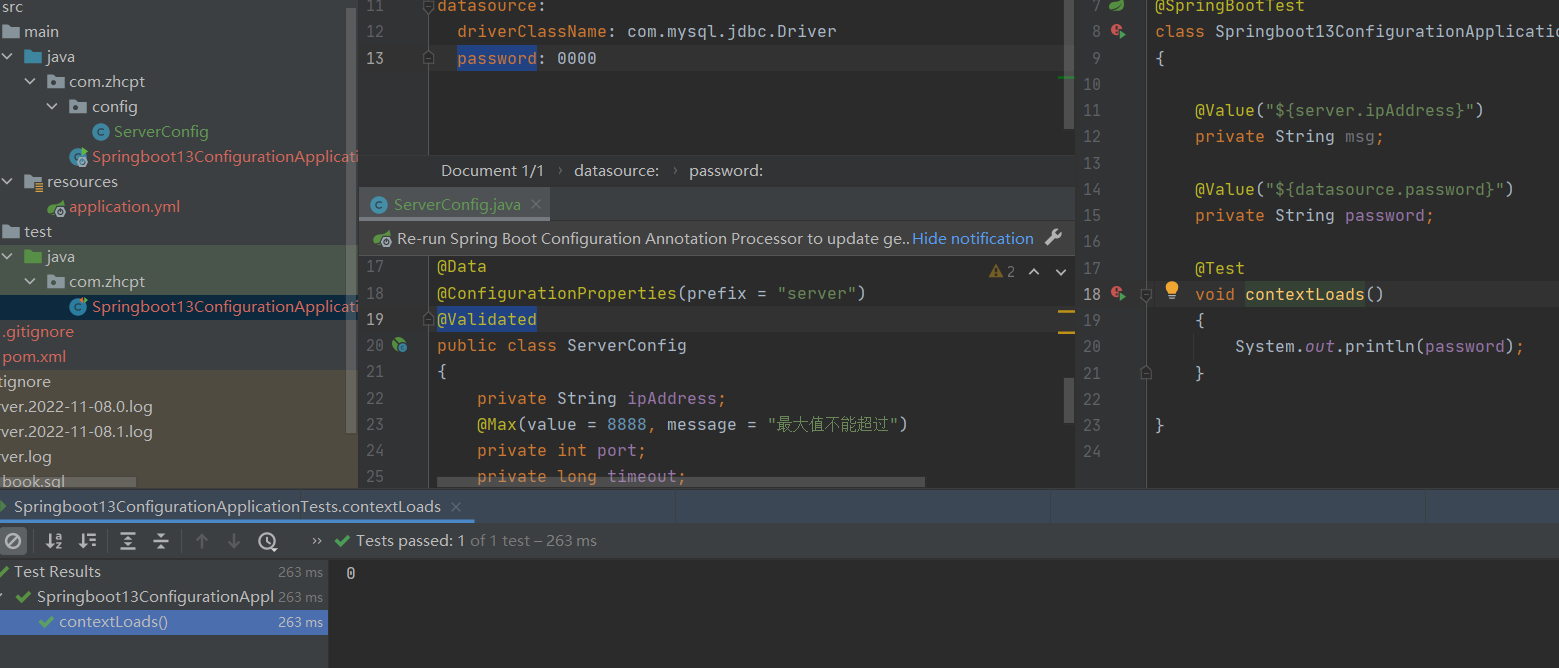 src
main
java
com.zhcpt
config
ServerConfig
Springboot13ConfigurationApplicati
resources
application.yml
test
java
com.zhcpt
Springboot13ConfigurationApplicati
.gitignore
pom.xml
tignore
ver.2022-11-08.0.log
ver.2022-11-08.1.log
ver.log
book.sql
11 datasource:
12 driverClassName: com.mysql.jdbc.Driver
13 password: 0000
Document 1/1 › datasource: › password:
ServerConfig.java
Re-run Spring Boot Configuration Annotation Processor to update ge.. Hide notification
2
17 @Data
18 @ConfigurationProperties(prefix = "server")
19 @Validated
20 public class ServerConfig
21 {
22 private String ipAddress;
23 @Max(value = 8888, message = "最大值不能超过")
24 private int port;
25 private long timeout;
7 @SpringBootTest
8 class Springboot13ConfigurationApplicatio
9 {
10
11 @Value("${server.ipAddress}")
12 private String msg;
13
14 @Value("${datasource.password}")
15 private String password;
16
17 @Test
18 void contextLoads()
19 {
20 System.out.println(password);
21 }
22
23 }
24
Springboot13ConfigurationApplicationTests.contextLoads
Tests passed: 1 of 1 test – 263 ms
Test Results 263 ms
Springboot13ConfigurationAppl 263 ms
contextLoads() 263 ms
0